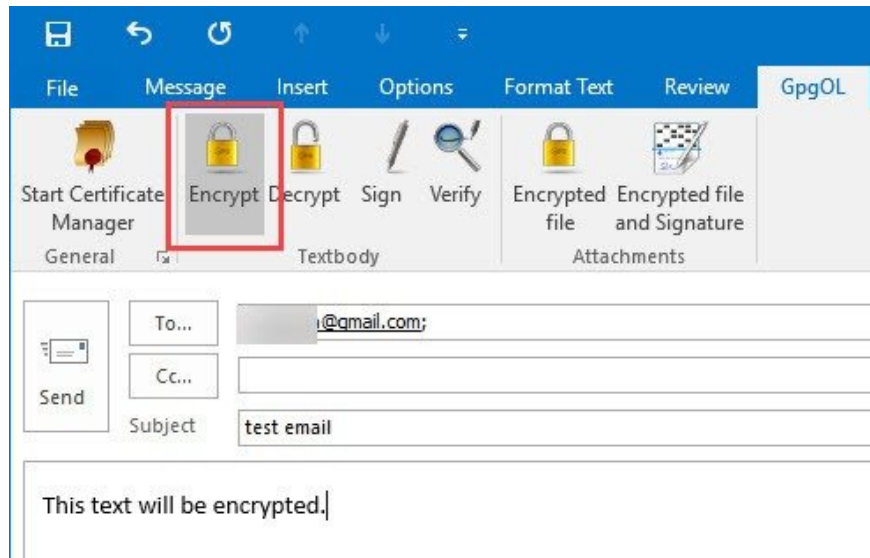 File Message Insert Options Format Text Review GpgOL
Start Certificate Manager
Encrypt Decrypt Sign Verify
Encrypted file
Encrypted file and Signature
General Textbody Attachments
To... @gmail.com;
Cc...
Send
Subject test email
This text will be encrypted.